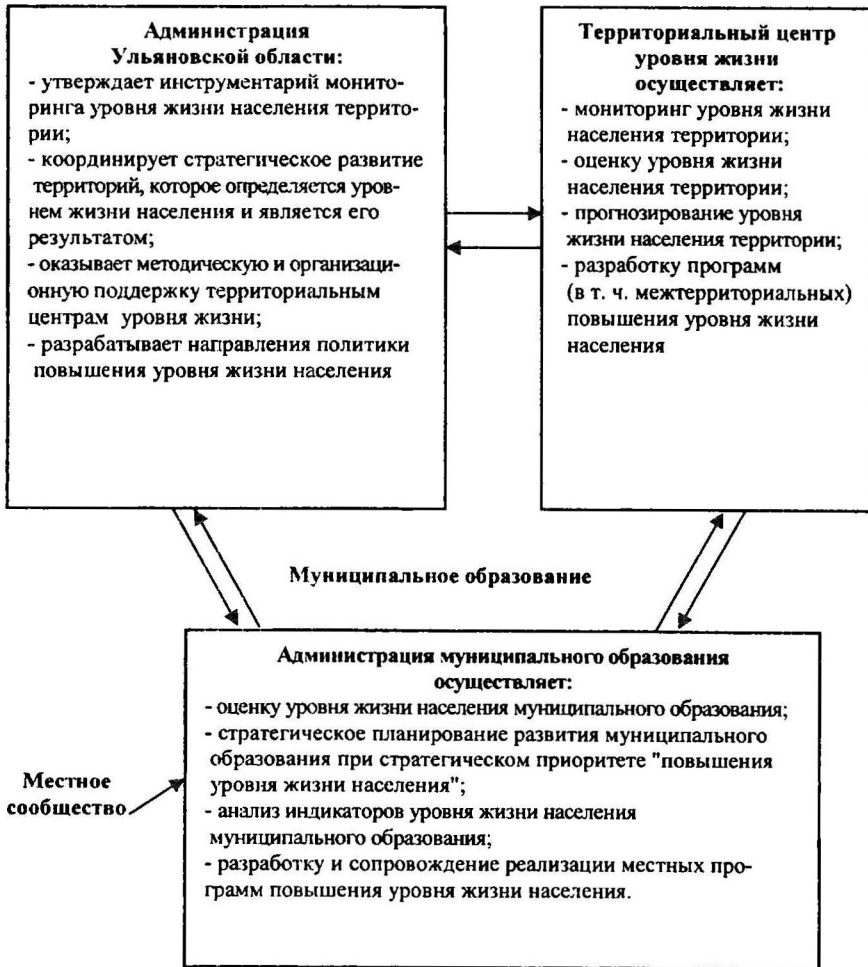 Администрация
Ульяновской области:
- утверждает инструментарий монито-
ринга уровня жизни населения террито-
рии;
- координирует стратегическое развитие
территорий, которое определяется уров-
нем жизни населения и является его
результатом;
- оказывает методическую и организаци-
онную поддержку территориальным
центрам уровня жизни;
- разрабатывает направления политики
повышения уровня жизни населения
Территориальный центр
уровня жизни
осуществляет:
- мониторинг уровня жизни
населения территории;
- оценку уровня жизни
населения территории;
- прогнозирование уровня
жизни населения территории;
- разработку программ
(в т. ч. межтерриториальных)
повышения уровня жизни
населения
Муниципальное образование
Администрация муниципального образования
осуществляет:
- оценку уровня жизни населения муниципального образования;
- стратегическое планирование развития муниципального
образования при стратегическом приоритете "повышения
уровня жизни населения";
- анализ индикаторов уровня жизни населения
муниципального образования;
- разработку и сопровождение реализации местных про-
грамм повышения уровня жизни населения.
Местное
сообщество